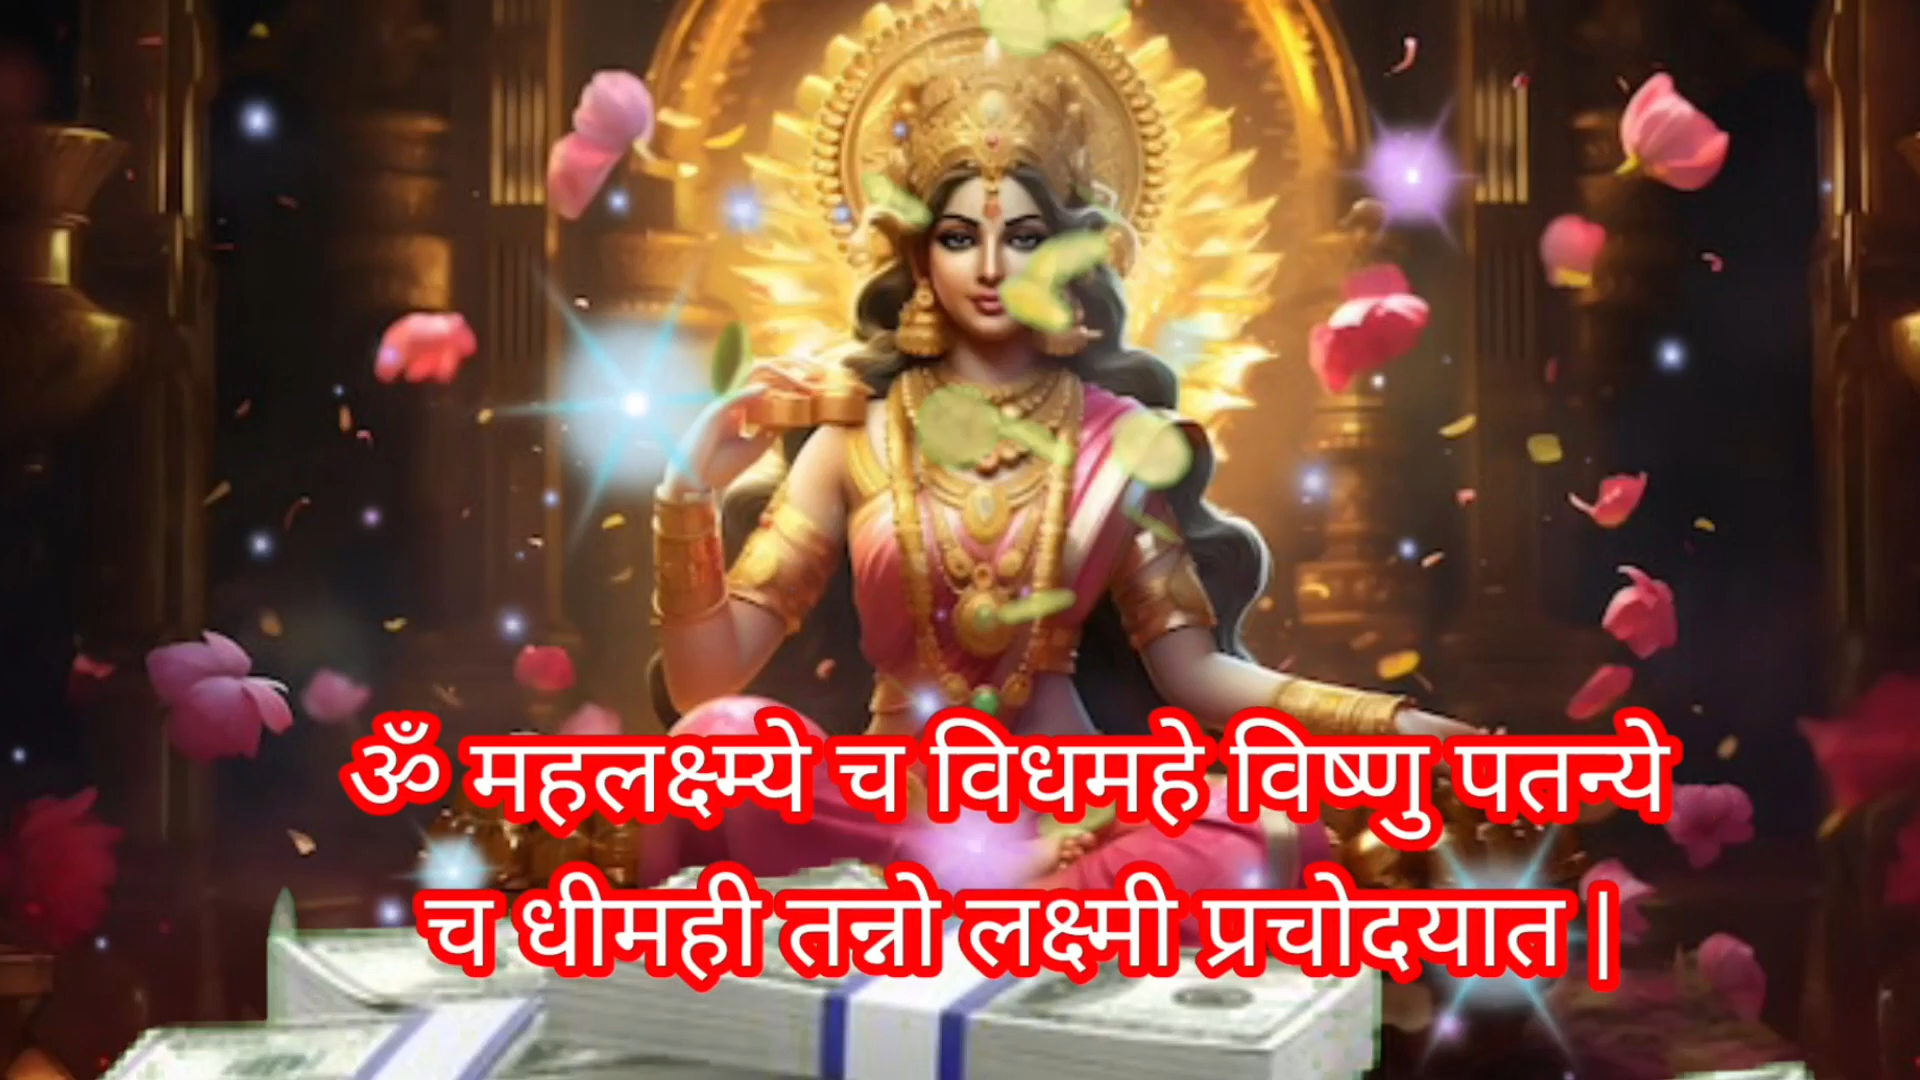 ॐ महलक्ष्म्ये च विधमहे विष्णु पतन्ये
च धीमही तन्नो लक्ष्मी प्रचोदयात |